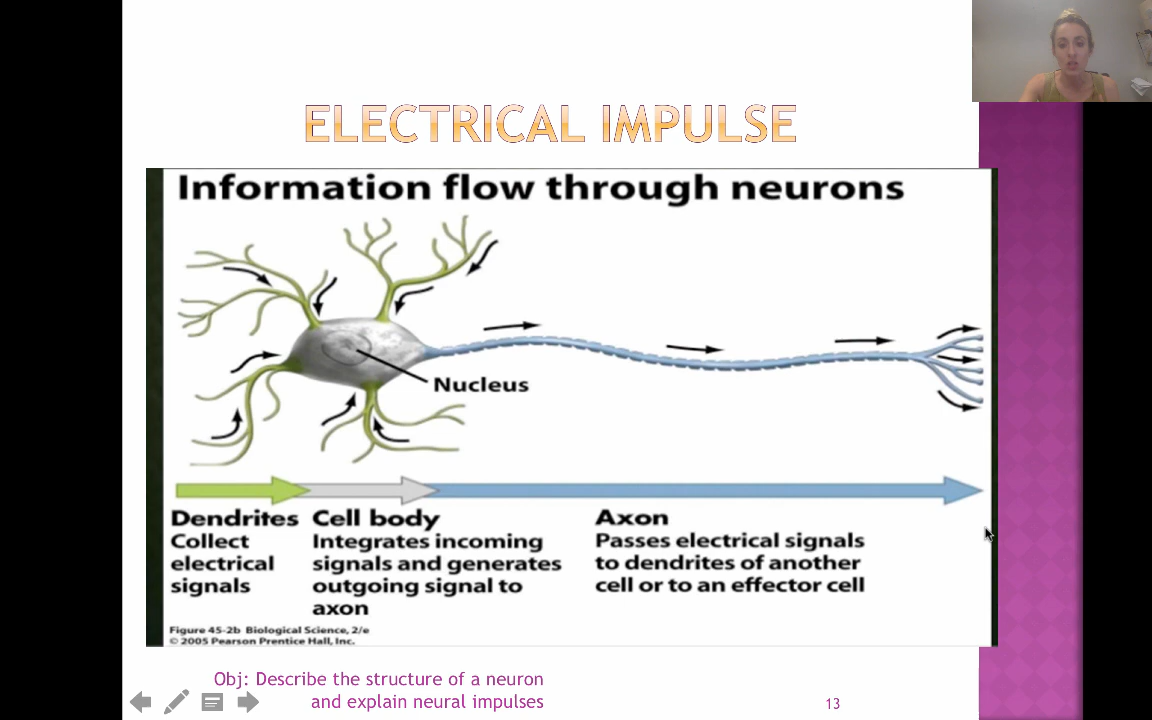 ELECTRICAL IMPULSE
Information flow through neurons
Nucleus
Dendrites
Collect
electrical
signals
Cell body
Integrates incoming
signals and generates
outgoing signal to
axon
Axon
Passes electrical signals
to dendrites of another
cell or to an effector cell
Figure 45-2b Biological Science, 2/e
© 2005 Pearson Prentice Hall, Inc.
Obj: Describe the structure of a neuron
and explain neural impulses
13